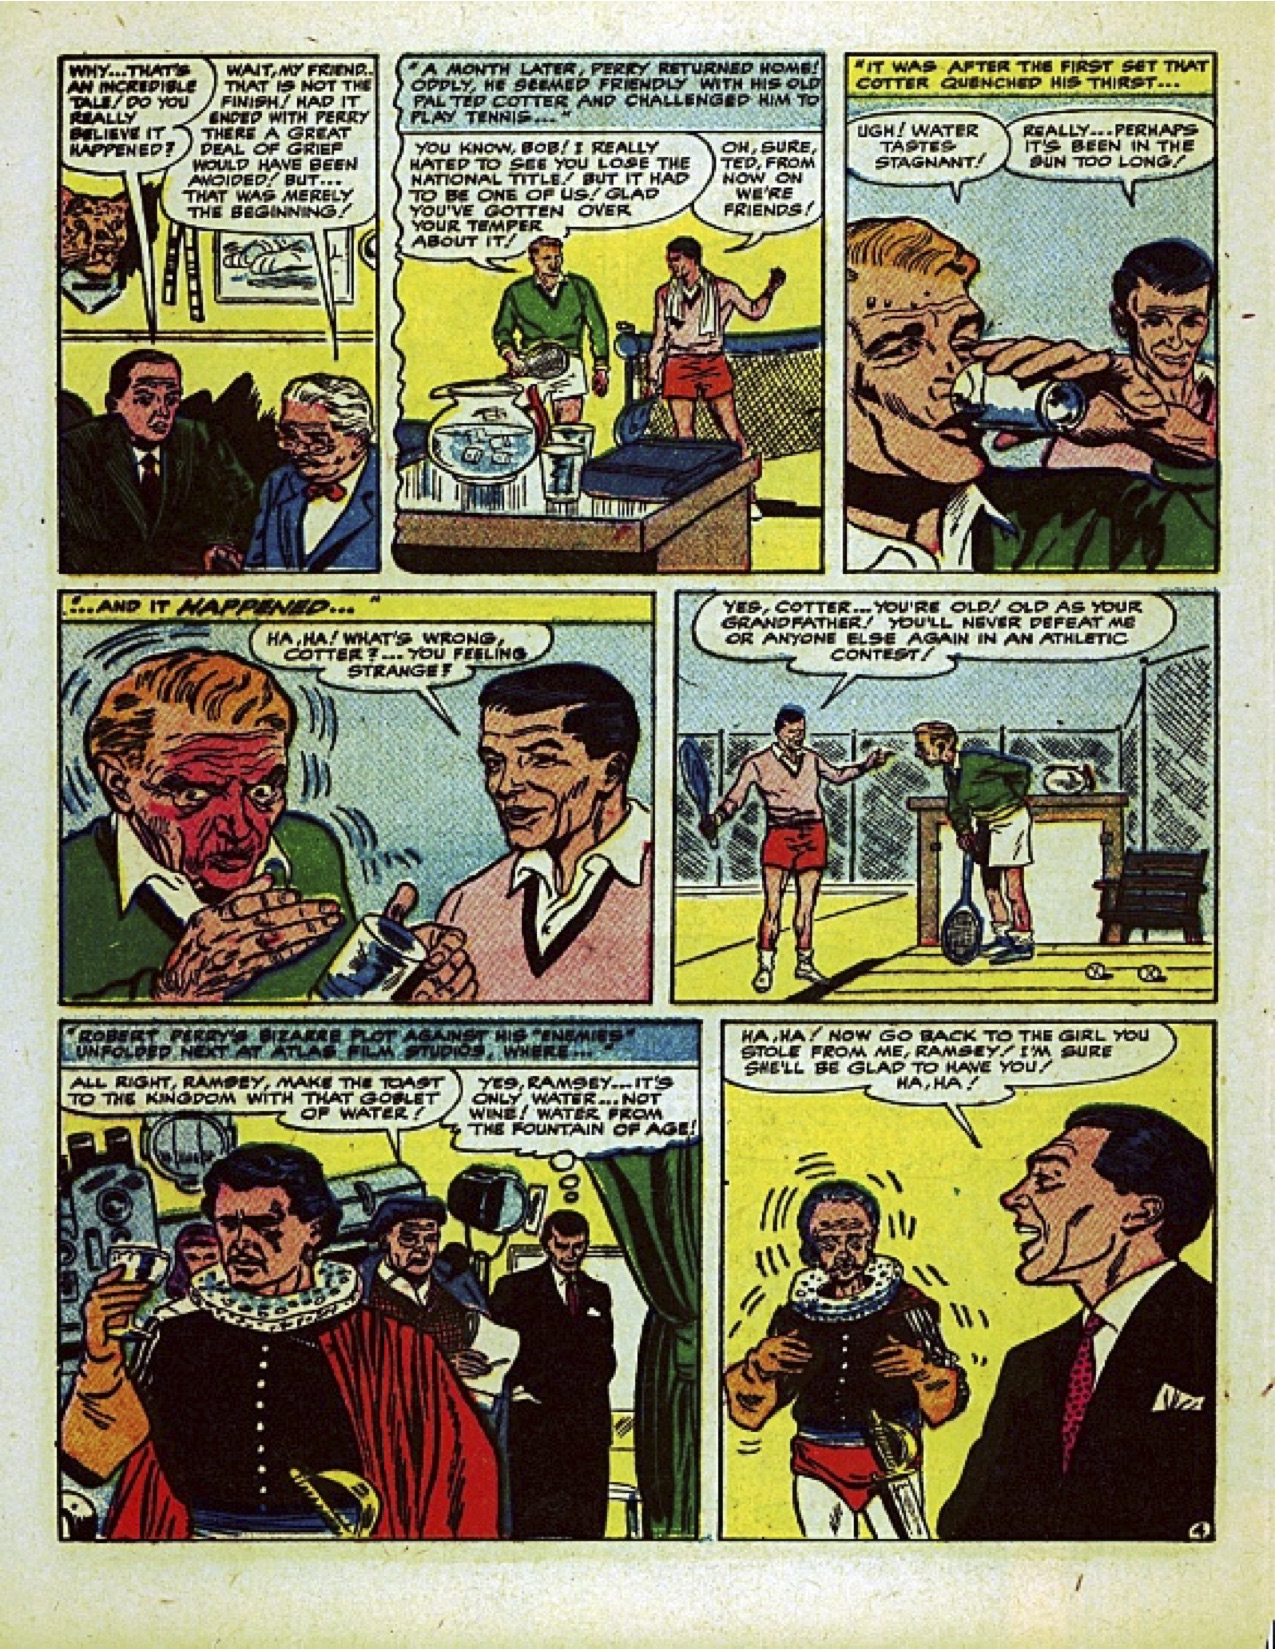 WHY...THAT'S
AN INCREDIBLE
TALE! DO YOU
REALLY
BELIEVE IT
HAPPENED?
WAIT, MY FRIEND..
THAT IS NOT THE
FINISH! HAD IT
ENDED WITH PERRY
THERE A GREAT
DEAL OF GRIEF
WOULD HAVE BEEN
AVOIDED! BUT...
THAT WAS MERELY
THE BEGINNING!
"A MONTH LATER, PERRY RETURNED HOME!
ODDLY, HE SEEMED FRIENDLY WITH HIS OLD
PAL TED COTTER AND CHALLENGED HIM TO
PLAY TENNIS..."
YOU KNOW, BOB! I REALLY
HATED TO SEE YOU LOSE THE
NATIONAL TITLE! BUT IT HAD
TO BE ONE OF US! GLAD
YOU'VE GOTTEN OVER
YOUR TEMPER
ABOUT IT!
OH, SURE,
TED, FROM
NOW ON
WE'RE
FRIENDS!
"IT WAS AFTER THE FIRST SET THAT
COTTER QUENCHED HIS THIRST...
UGH! WATER
TASTES
STAGNANT!
REALLY...PERHAPS
IT'S BEEN IN THE
SUN TOO LONG!
"...AND IT HAPPENED..."
HA, HA! WHAT'S WRONG,
COTTER?...YOU FEELING
STRANGE?
YES, COTTER...YOU'RE OLD! OLD AS YOUR
GRANDFATHER! YOU'LL NEVER DEFEAT ME
OR ANYONE ELSE AGAIN IN AN ATHLETIC
CONTEST!
"ROBERT PERRY'S BIZARRE PLOT AGAINST HIS "ENEMIES"
UNFOLDED NEXT AT ATLAS FILM STUDIOS, WHERE..."
ALL RIGHT, RAMSEY, MAKE THE TOAST
TO THE KINGDOM WITH THAT GOBLET
OF WATER!
YES, RAMSEY...IT'S
ONLY WATER...NOT
WINE! WATER FROM
THE FOUNTAIN OF AGE!
HA, HA! NOW GO BACK TO THE GIRL YOU
STOLE FROM ME, RAMSEY! I'M SURE
SHE'LL BE GLAD TO HAVE YOU!
HA, HA!
4